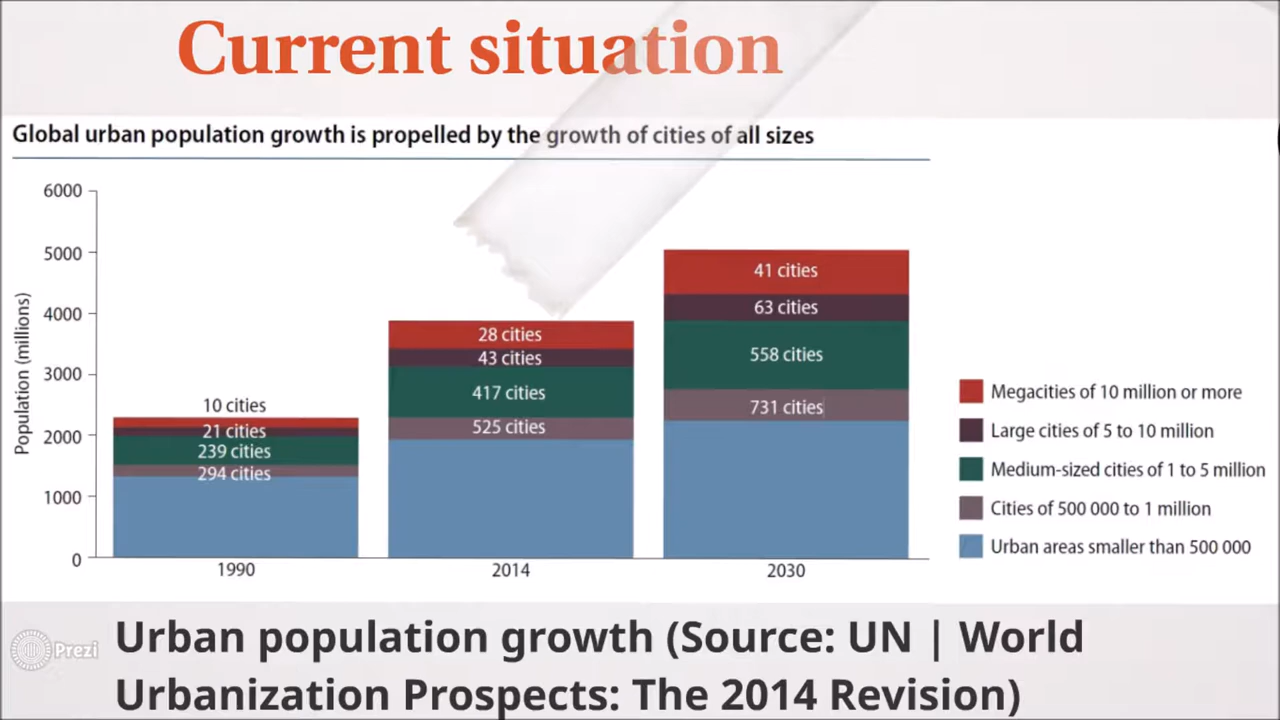 Current situation
Global urban population growth is propelled by the growth of cities of all sizes
Population (millions)
6000
5000
4000
3000
2000
1000
0
10 cities
21 cities
239 cities
294 cities
1990
28 cities
43 cities
417 cities
525 cities
2014
41 cities
63 cities
558 cities
731 cities
2030
Megacities of 10 million or more
Large cities of 5 to 10 million
Medium-sized cities of 1 to 5 million
Cities of 500 000 to 1 million
Urban areas smaller than 500 000
Prezi
Urban population growth (Source: UN | World
Urbanization Prospects: The 2014 Revision)